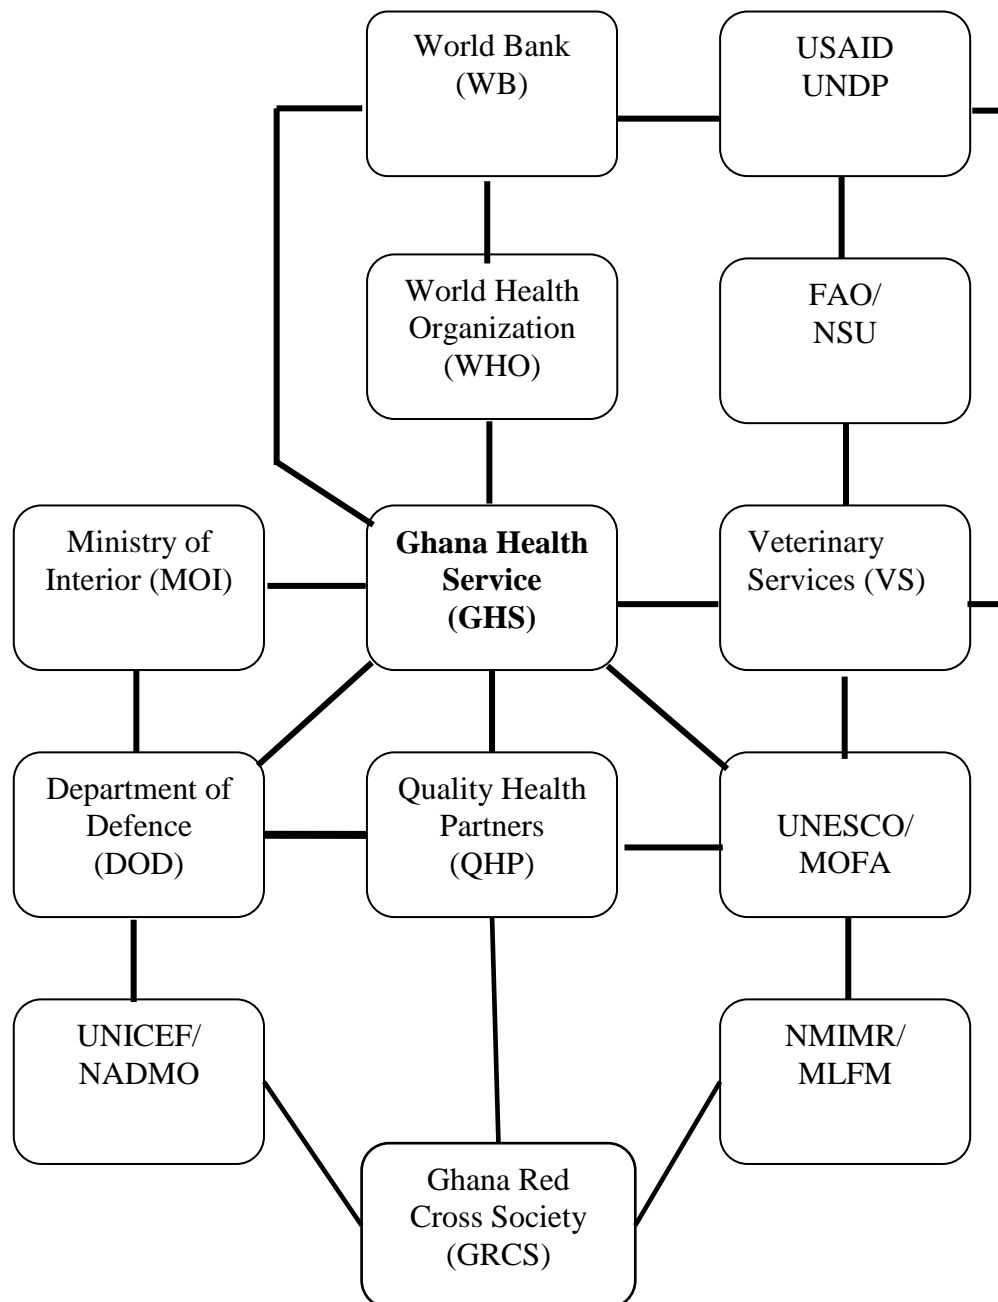 World Bank
(WB)
USAID
UNDP
World Health
Organization
(WHO)
FAO/
NSU
Ministry of
Interior (MOI)
Ghana Health
Service
(GHS)
Veterinary
Services (VS)
Department of
Defence
(DOD)
Quality Health
Partners
(QHP)
UNESCO/
MOFA
UNICEF/
NADMO
NMIMR/
MLFM
Ghana Red
Cross Society
(GRCS)